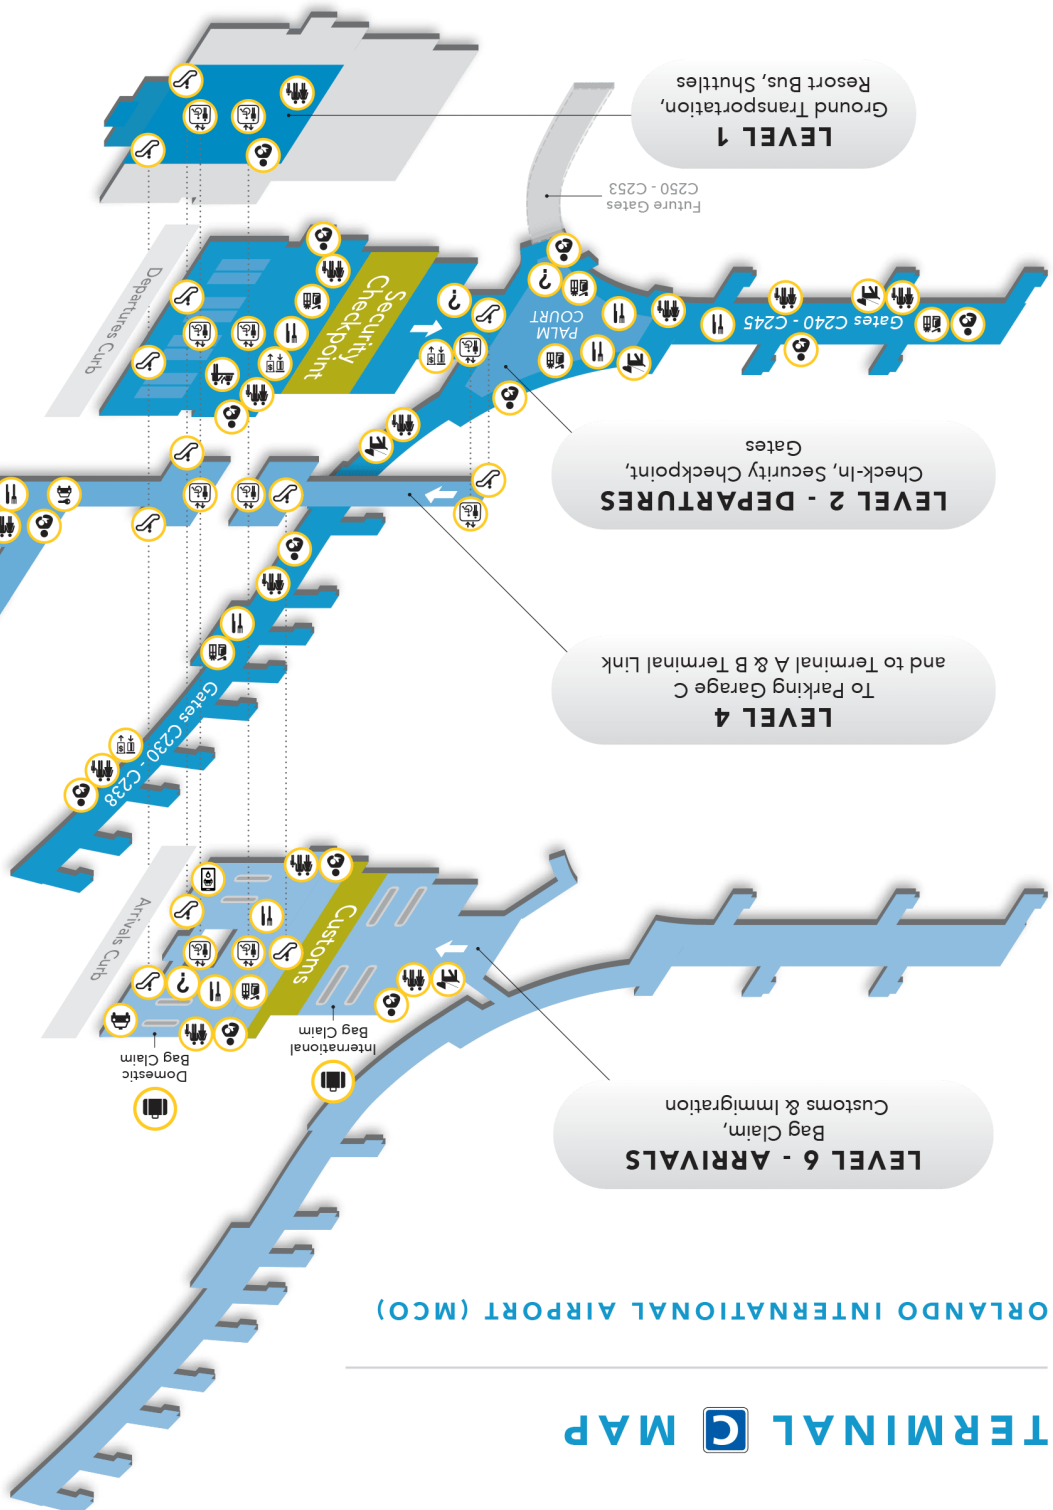 TERMINAL C MAP
ORLANDO INTERNATIONAL AIRPORT (MCO)
LEVEL 6 - ARRIVALS
Bag Claim,
Customs & Immigration
Domestic
Bag Claim
International
Bag Claim
Customs
Arrivals Curb
LEVEL 4
To Parking Garage C
and to Terminal A & B Terminal Link
Gates C230 - C238
LEVEL 2 - DEPARTURES
Check-In, Security Checkpoint,
Gates
Gates C240 - C245
PALM
COURT
Security
Checkpoint
Departures Curb
Future Gates
C250 - C253
LEVEL 1
Ground Transportation,
Resort Bus, Shuttles